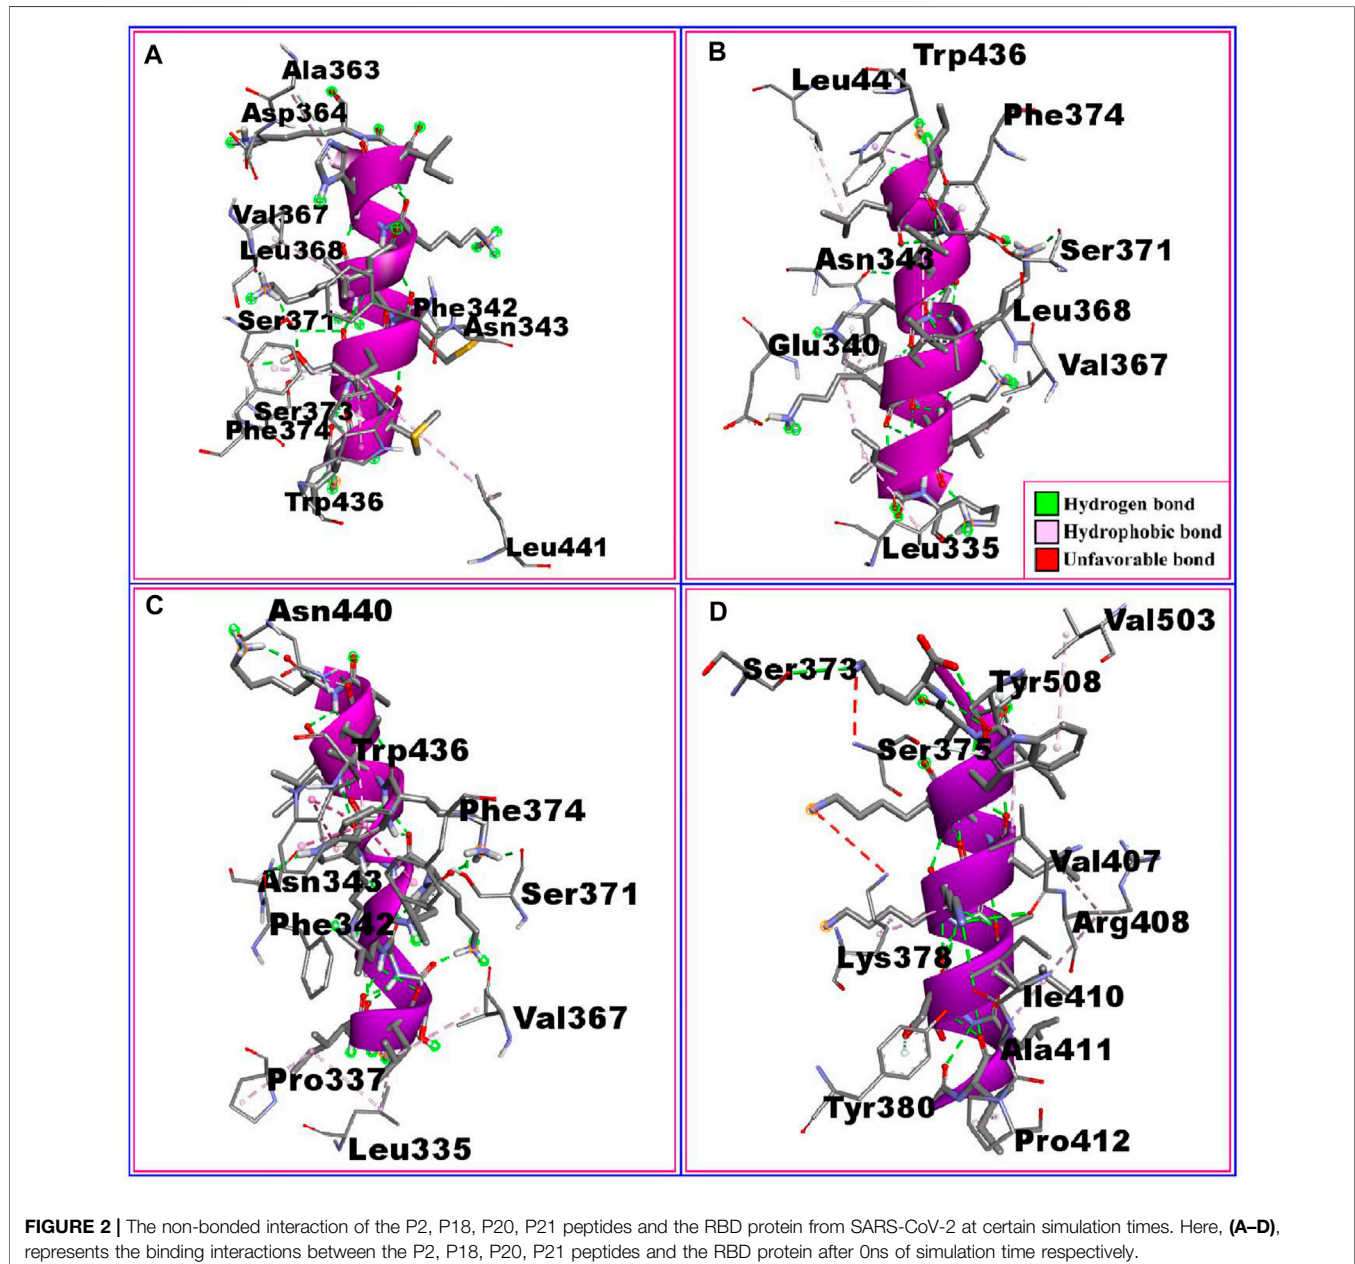 A
Ala363
Asp364
Val367
Leu368
Ser371
Phe342
Asn343
Ser373
Phe374
Trp436
Leu441
B
Trp436
Leu441
Phe374
Asn343
Ser371
Leu368
Glu340
Val367
Leu335
Hydrogen bond
Hydrophobic bond
Unfavorable bond
C
Asn440
Trp436
Phe374
Asn343
Ser371
Phe342
Val367
Pro337
Leu335
D
Val503
Ser373
Tyr508
Ser375
Val407
Arg408
Lys378
Ile410
Ala411
Tyr380
Pro412
FIGURE 2 | The non-bonded interaction of the P2, P18, P20, P21 peptides and the RBD protein from SARS-CoV-2 at certain simulation times. Here, (A–D),
represents the binding interactions between the P2, P18, P20, P21 peptides and the RBD protein after 0ns of simulation time respectively.